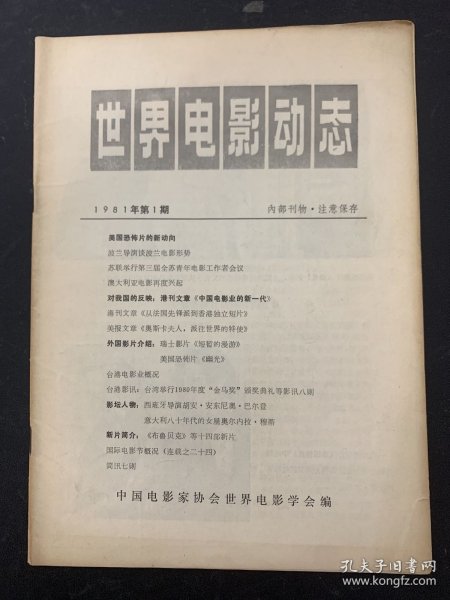 世界电影动态
1981年第1期 内部刊物·注意保存
美国恐怖片的新动向
波兰导演谈波兰电影形势
苏联举行第三届全苏青年电影工作者会议
澳大利亚电影再度兴起
对我国的反映：港刊文章《中国电影业的新一代》
港刊文章《从法国先锋派到香港独立短片》
美报文章《奥斯卡夫人，派往世界的特使》
外国影片介绍：瑞士影片《短暂的漫游》
美国恐怖片《幽光》
台港电影业概况
台港影讯：台湾举行1980年度“金马奖”颁奖典礼等影讯八则
影坛人物：西班牙导演胡安·安东尼奥·巴尔登
意大利八十年代的女星奥尔内拉·穆蒂
新片简介：《布鲁贝克》等十四部新片
国际电影节概况（连载之二十四）
简讯七则
中国电影家协会世界电影学会编
孔夫子旧书网
www.kongfz.com